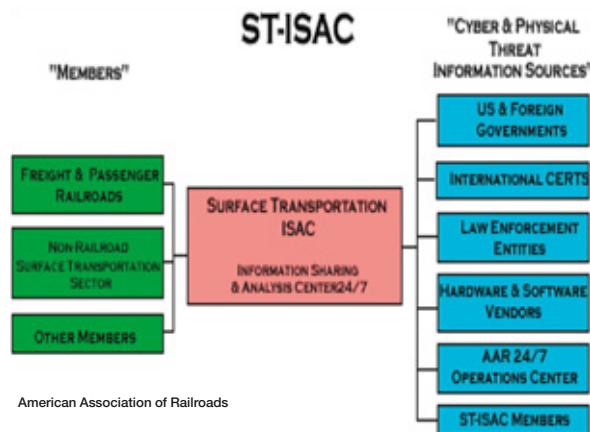 ST-ISAC
"MEMBERS"
"CYBER & PHYSICAL
THREAT
INFORMATION SOURCES"
FREIGHT & PASSENGER
RAILROADS
NON-RAILROAD
SURFACE TRANSPORTATION
SECTOR
OTHER MEMBERS
SURFACE TRANSPORTATION
ISAC
INFORMATION SHARING
& ANALYSIS CENTER24/7
US & FOREIGN
GOVERNMENTS
INTERNATIONAL CERTS
LAW ENFORCEMENT
ENTITIES
HARDWARE & SOFTWARE
VENDORS
AAR 24/7
OPERATIONS CENTER
ST-ISAC MEMBERS
American Association of Railroads